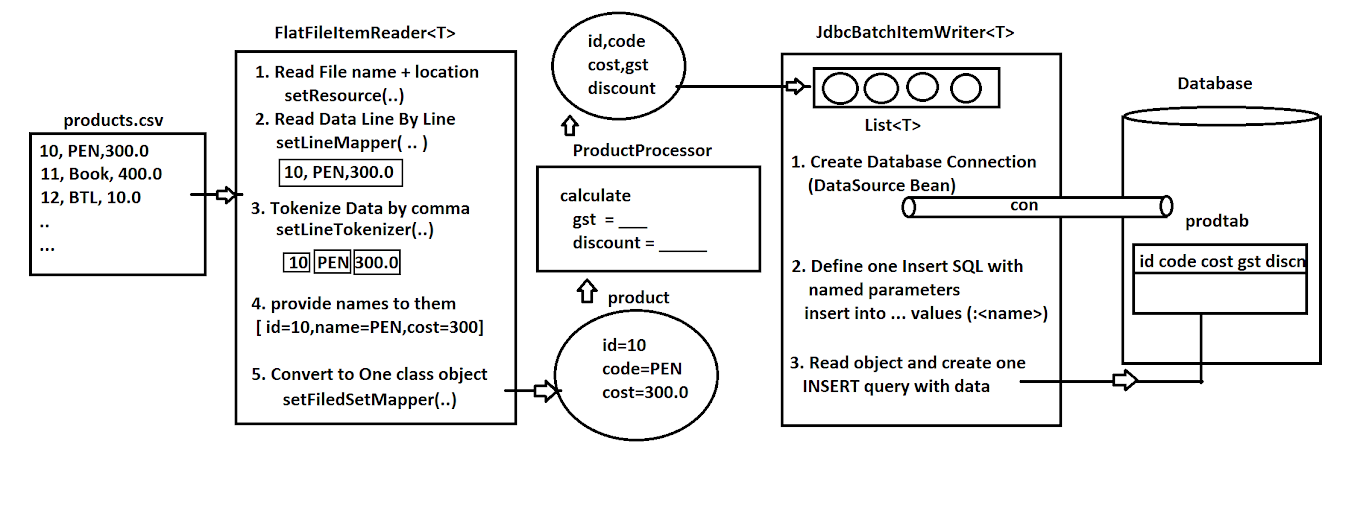 products.csv
10, PEN,300.0
11, Book, 400.0
12, BTL, 10.0
..
...
FlatFileItemReader<T>
1. Read File name + location
setResource(..)
2. Read Data Line By Line
setLineMapper( .. )
10, PEN,300.0
3. Tokenize Data by comma
setLineTokenizer(..)
10 PEN 300.0
4. provide names to them
[ id=10,name=PEN,cost=300]
5. Convert to One class object
setFiledSetMapper(..)
id,code
cost,gst
discount
ProductProcessor
calculate
gst = ___
discount = _____
product
id=10
code=PEN
cost=300.0
JdbcBatchItemWriter<T>
List<T>
1. Create Database Connection
(DataSource Bean)
con
2. Define one Insert SQL with
named parameters
insert into ... values (:<name>)
3. Read object and create one
INSERT query with data
Database
prodtab
id code cost gst discn